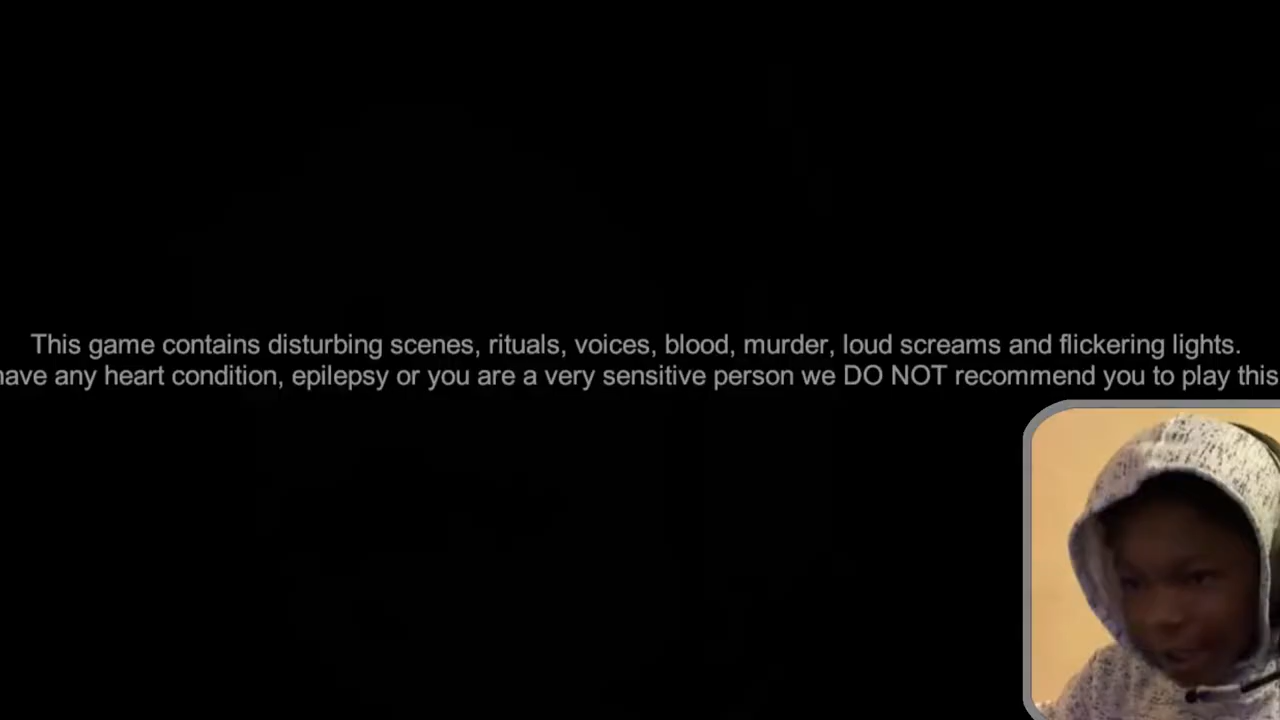 This game contains disturbing scenes, rituals, voices, blood, murder, loud screams and flickering lights.
have any heart condition, epilepsy or you are a very sensitive person we DO NOT recommend you to play this